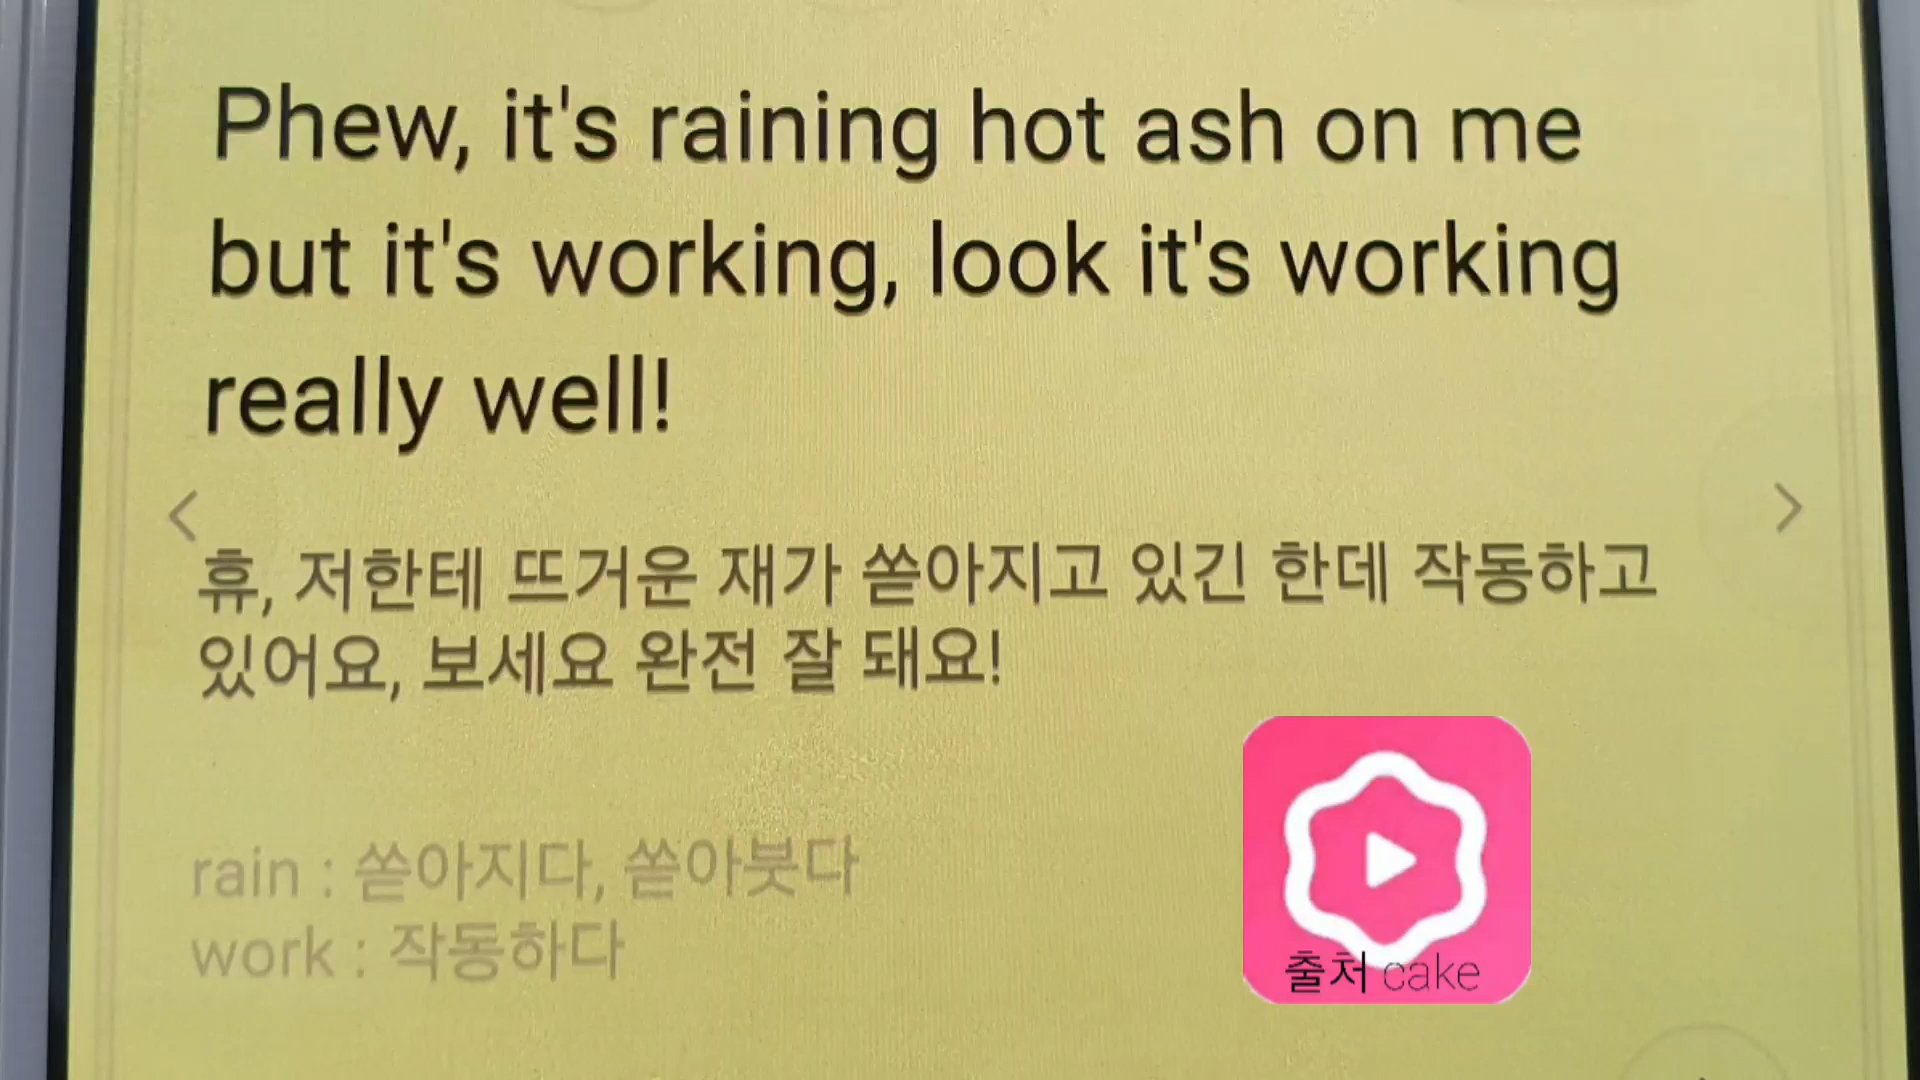 Phew, it's raining hot ash on me
but it's working, look it's working
really well!
휴, 저한테 뜨거운 재가 쏟아지고 있긴 한데 작동하고
있어요, 보세요 완전 잘 돼요!
rain : 쏟아지다, 쏟아붓다
work : 작동하다
출처 cake